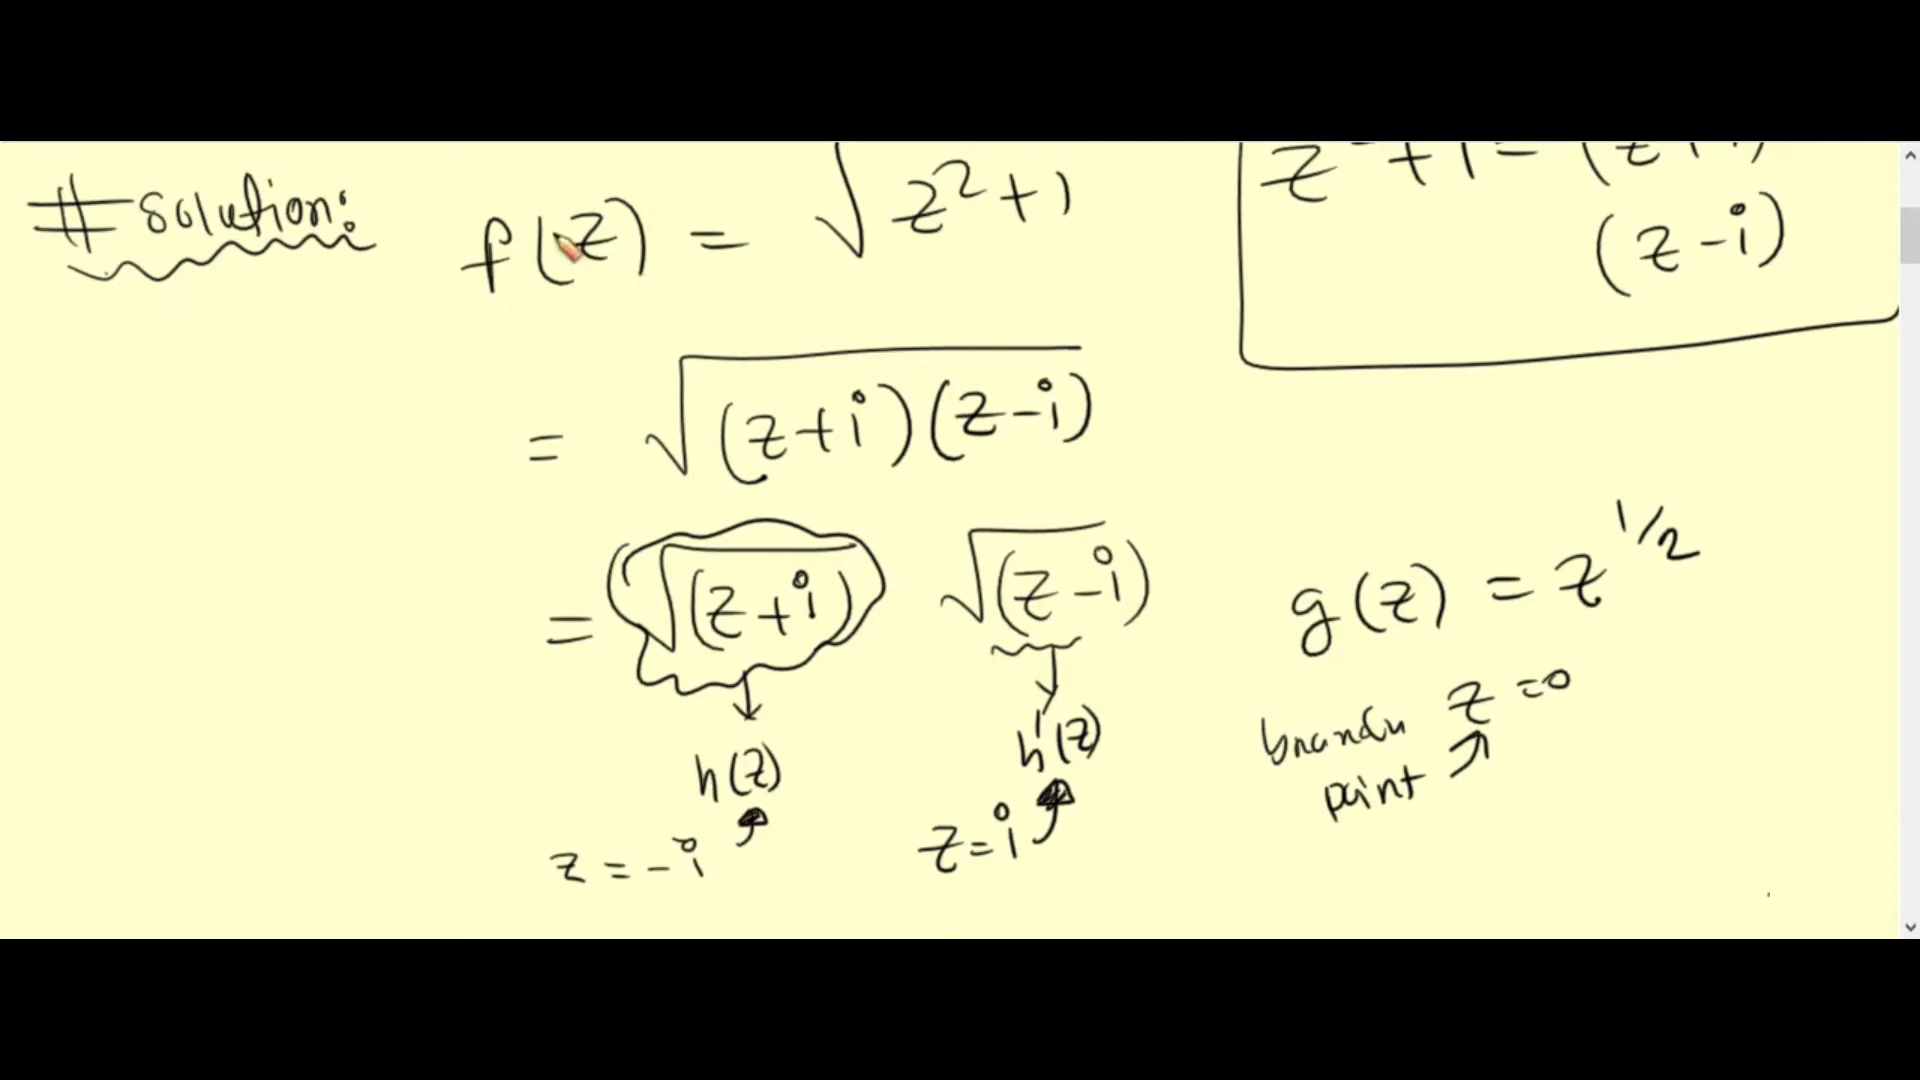 # solution:
f(z) = √z²+1
z²+1=(z+i)
(z-i)
= √(z+i)(z-i)
= √(z+i) √(z-i)
g(z) = z^1/2
h(z)
h'(z)
branch z=0
point
z=-i
z=i